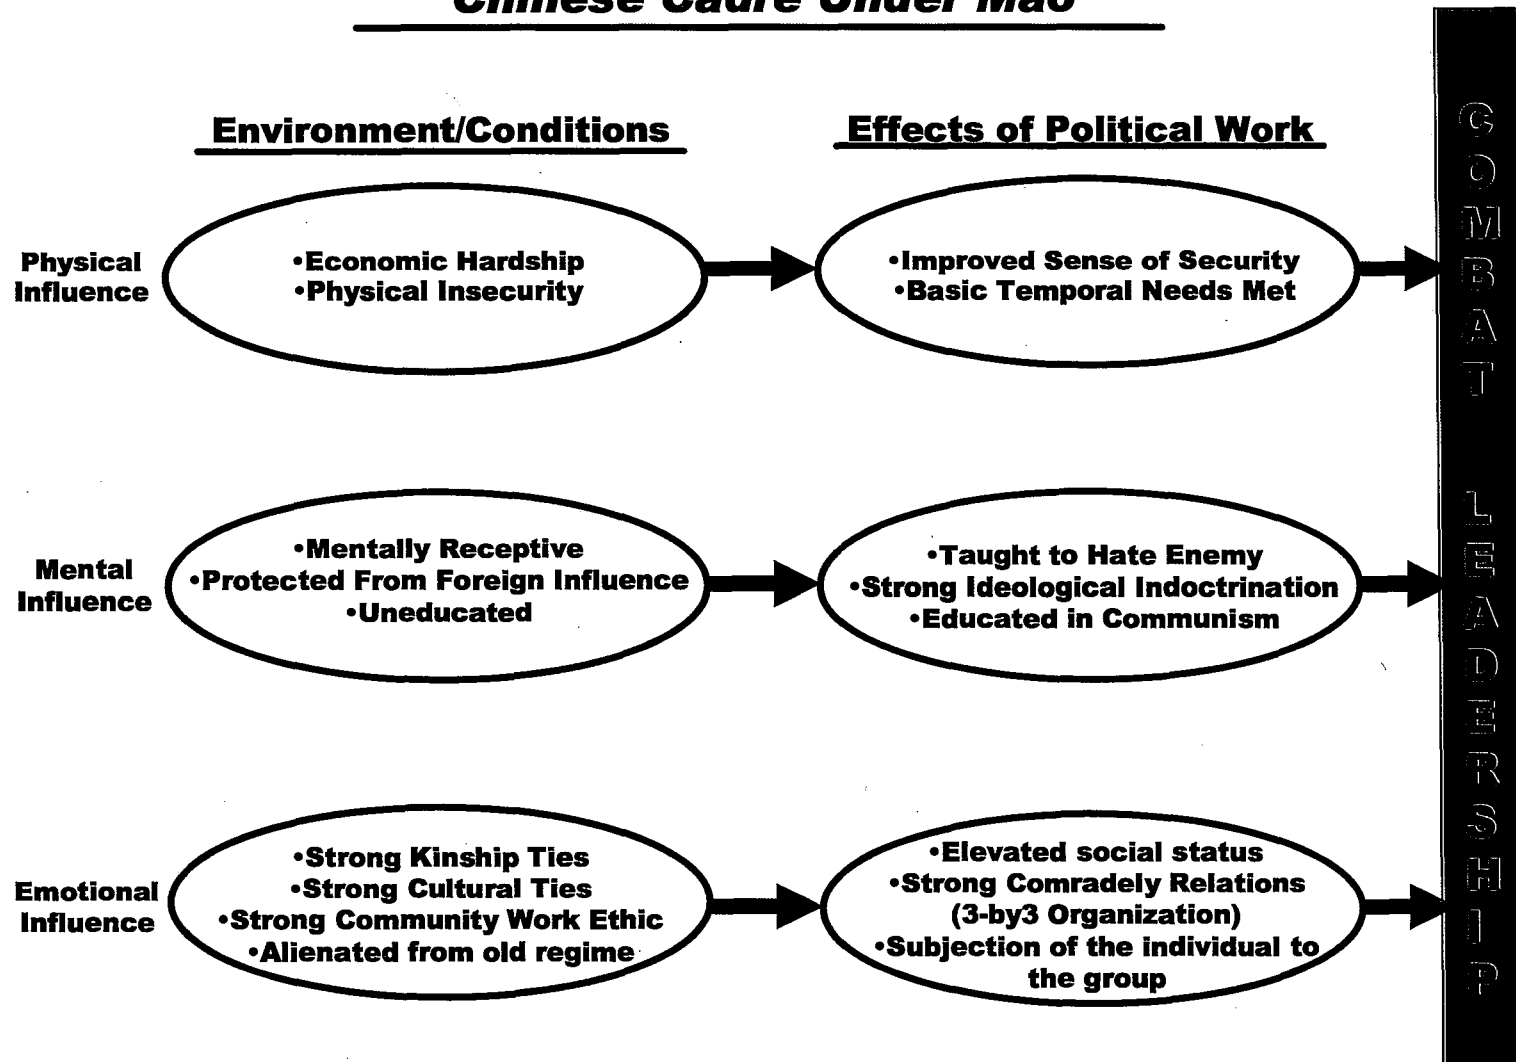 Chinese Cadre Under Mao
Environment/Conditions
Effects of Political Work
Physical
Influence
•Economic Hardship
•Physical Insecurity
•Improved Sense of Security
•Basic Temporal Needs Met
Mental
Influence
•Mentally Receptive
•Protected From Foreign Influence
•Uneducated
•Taught to Hate Enemy
•Strong Ideological Indoctrination
•Educated in Communism
Emotional
Influence
•Strong Kinship Ties
•Strong Cultural Ties
•Strong Community Work Ethic
•Alienated from old regime
•Elevated social status
•Strong Comradely Relations
(3-by3 Organization)
•Subjection of the individual to
the group
COMBAT LEADERSHIP